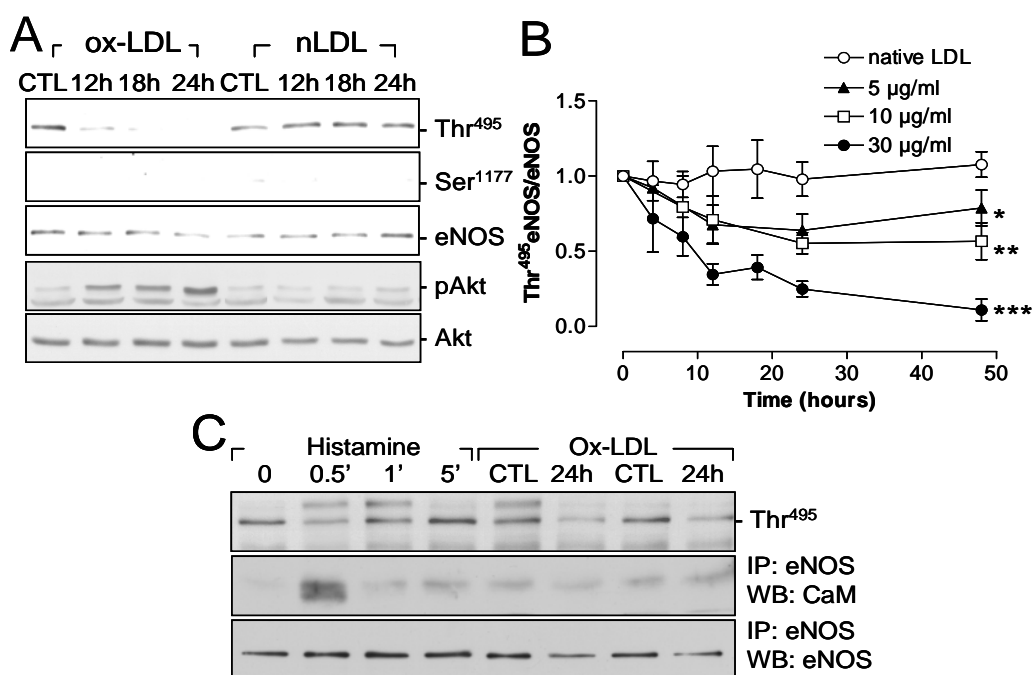 A
ox-LDL nLDL
CTL 12h 18h 24h CTL 12h 18h 24h
Thr495
Ser1177
eNOS
pAkt
Akt
B
native LDL
5 µg/ml
10 µg/ml
30 µg/ml
Thr495eNOS/eNOS
1.5
1.0
0.5
0.0
*
**
***
0 10 20 30 40 50
Time (hours)
C
Histamine Ox-LDL
0 0.5’ 1’ 5’ CTL 24h CTL 24h
Thr495
IP: eNOS
WB: CaM
IP: eNOS
WB: eNOS